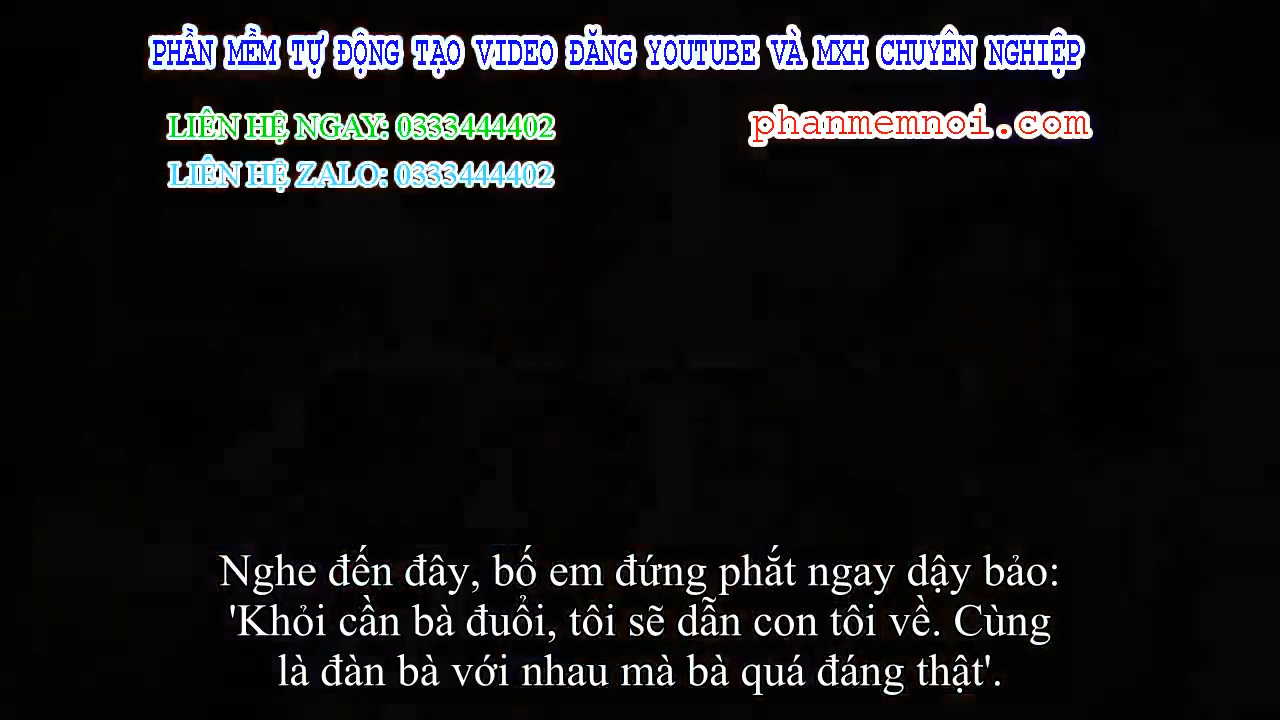 PHẦN MỀM TỰ ĐỘNG TẠO VIDEO ĐĂNG YOUTUBE VÀ MXH CHUYÊN NGHIỆP
LIÊN HỆ NGAY: 0333444402
phanmemnoi.com
LIÊN HỆ ZALO: 0333444402
Nghe đến đây, bố em đứng phắt ngay dậy bảo:
'Khỏi cần bà đuổi, tôi sẽ dẫn con tôi về. Cùng
là đàn bà với nhau mà bà quá đáng thật'.